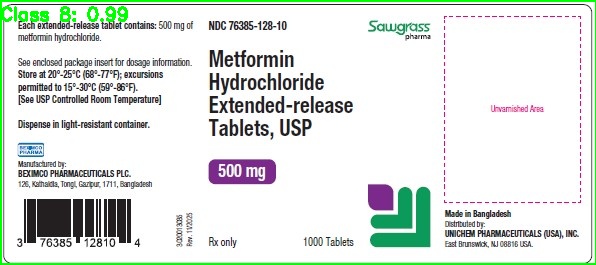 Class 8: 0.99
Each extended-release tablet contains: 500 mg of
metformin hydrochloride.
See enclosed package insert for dosage information.
Store at 20°-25°C (68°-77°F); excursions
permitted to 15°-30°C (59°-86°F).
[See USP Controlled Room Temperature]
Dispense in light-resistant container.
BEXIMCO
PHARMA
Manufactured by:
BEXIMCO PHARMACEUTICALS PLC.
126, Kathaldia, Tongi, Gazipur, 1711, Bangladesh
3 76385 12810 4
Rev. 11/2025
NDC 76385-128-10
Metformin
Hydrochloride
Extended-release
Tablets, USP
500 mg
Rx only 1000 Tablets
Sawgrass
pharma
Unvarnished Area
Made in Bangladesh
Distributed by:
UNICHEM PHARMACEUTICALS (USA), INC.
East Brunswick, NJ 08816 USA.